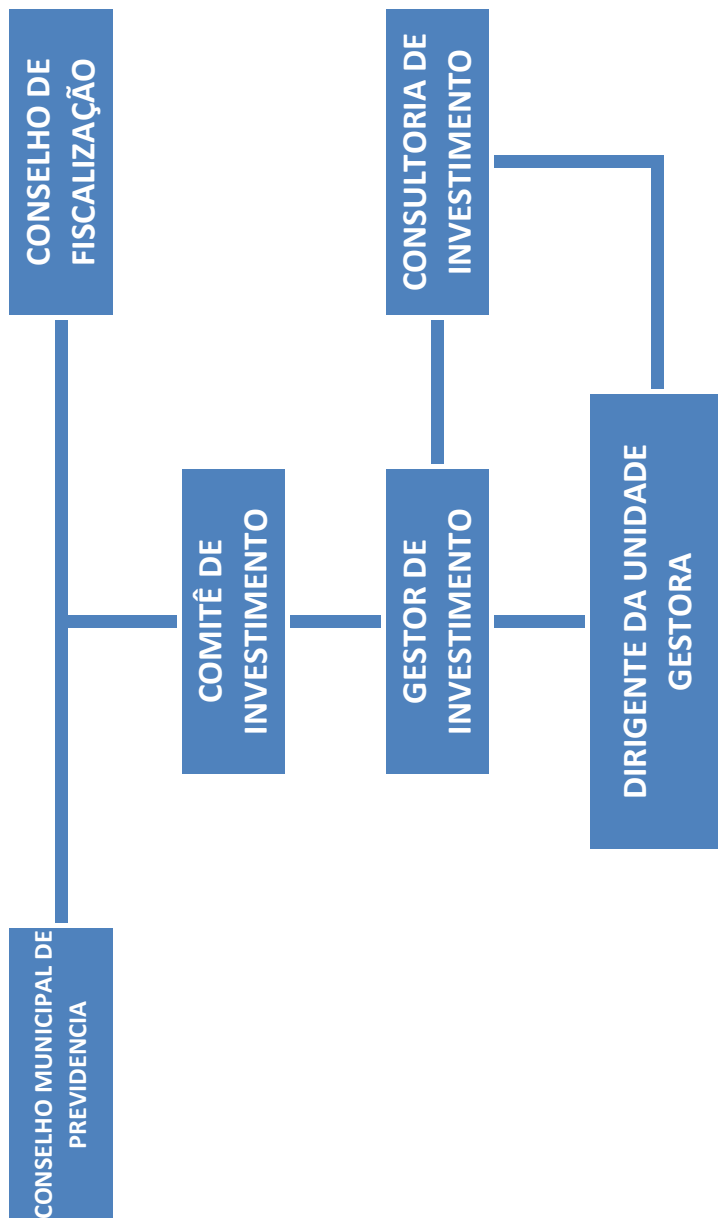 CONSELHO MUNICIPAL DE
PREVIDENCIA
CONSELHO DE
FISCALIZAÇÃO
COMITÊ DE
INVESTIMENTO
GESTOR DE
INVESTIMENTO
CONSULTORIA DE
INVESTIMENTO
DIRIGENTE DA UNIDADE
GESTORA